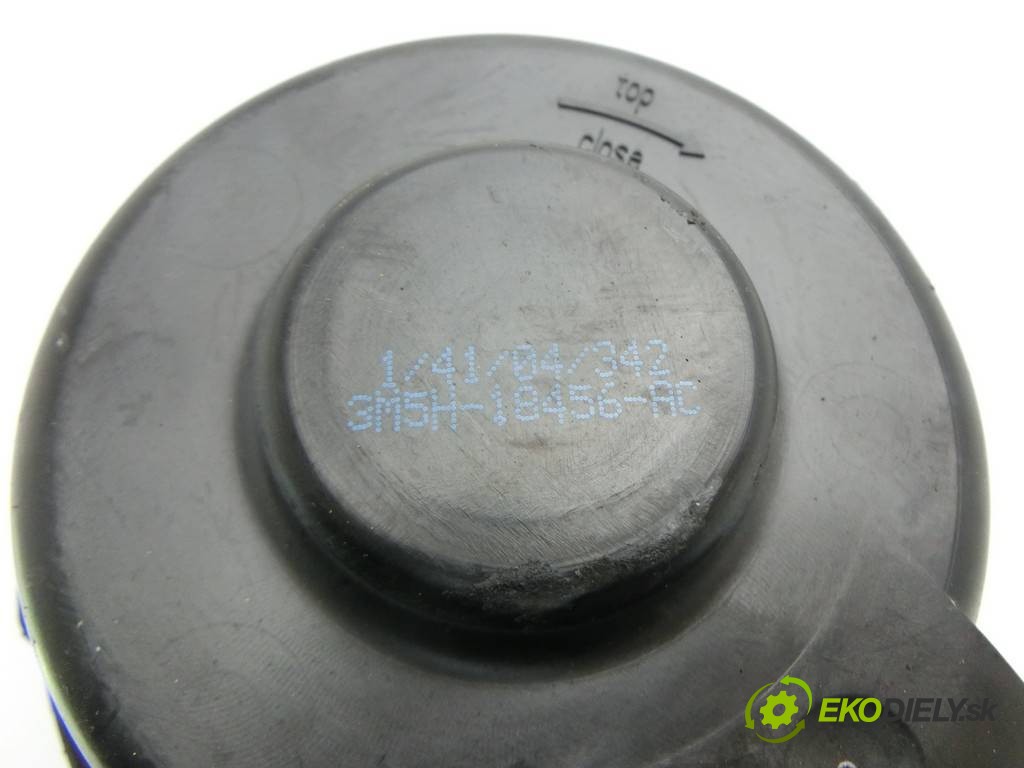 top
close
1/41/04/342
3M5H-18456-AC
EKODIELY.sk